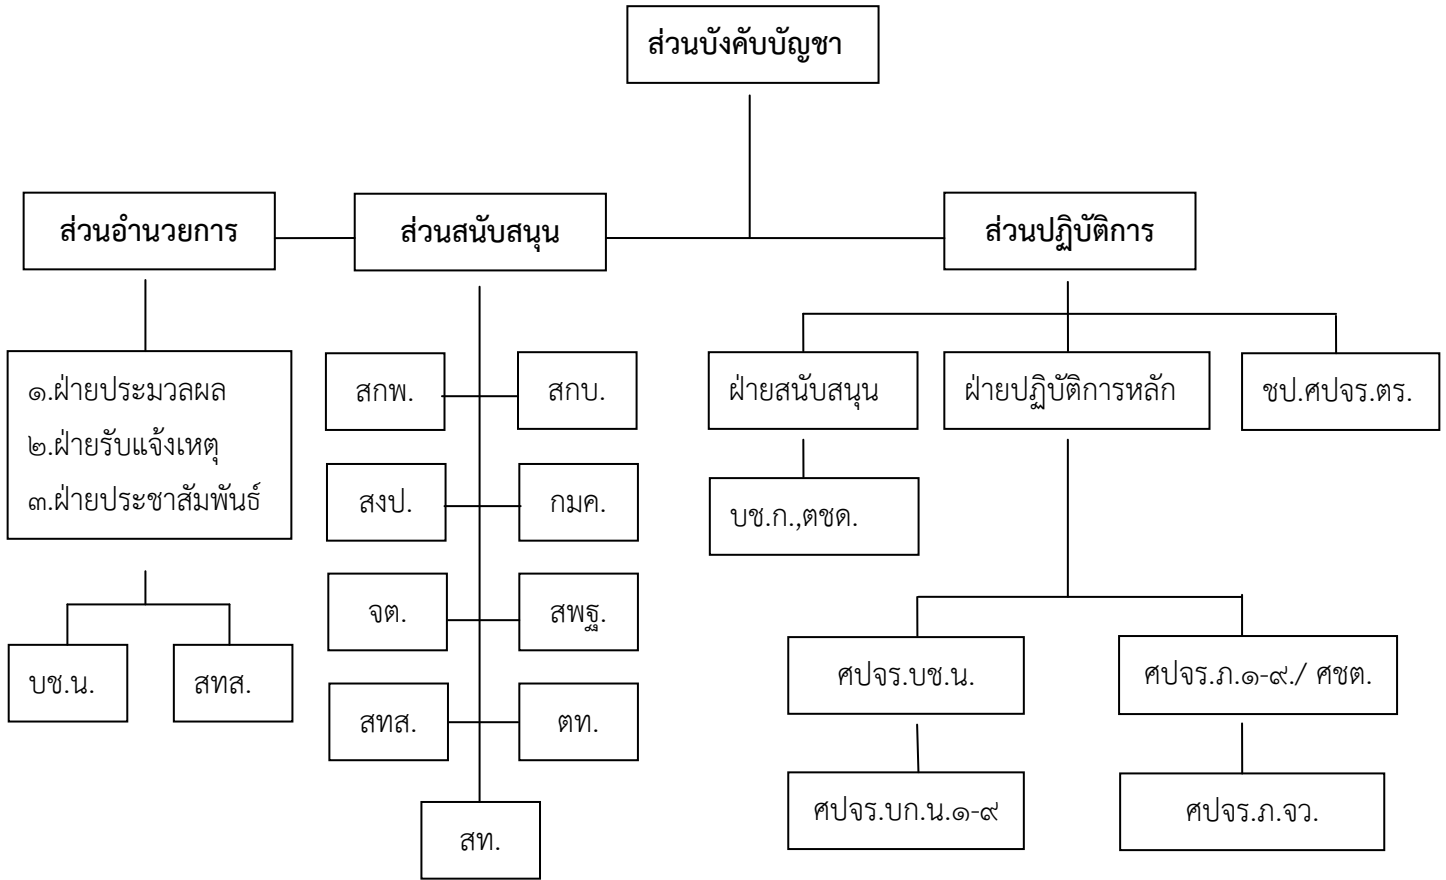 ส่วนบังคับบัญชา
ส่วนอำนวยการ
ส่วนสนับสนุน
ส่วนปฏิบัติการ
๑.ฝ่ายประมวลผล
๒.ฝ่ายรับแจ้งเหตุ
๓.ฝ่ายประชาสัมพันธ์
บช.น.
สทส.
สกพ.
สกบ.
สงป.
กมค.
จต.
สพฐ.
สทส.
ตท.
สท.
ฝ่ายสนับสนุน
ฝ่ายปฏิบัติการหลัก
ชป.ศปจร.ตร.
บช.ก.,ตชด.
ศปจร.บช.น.
ศปจร.ภ.๑-๙./ ศชต.
ศปจร.บก.น.๑-๙
ศปจร.ภ.จว.